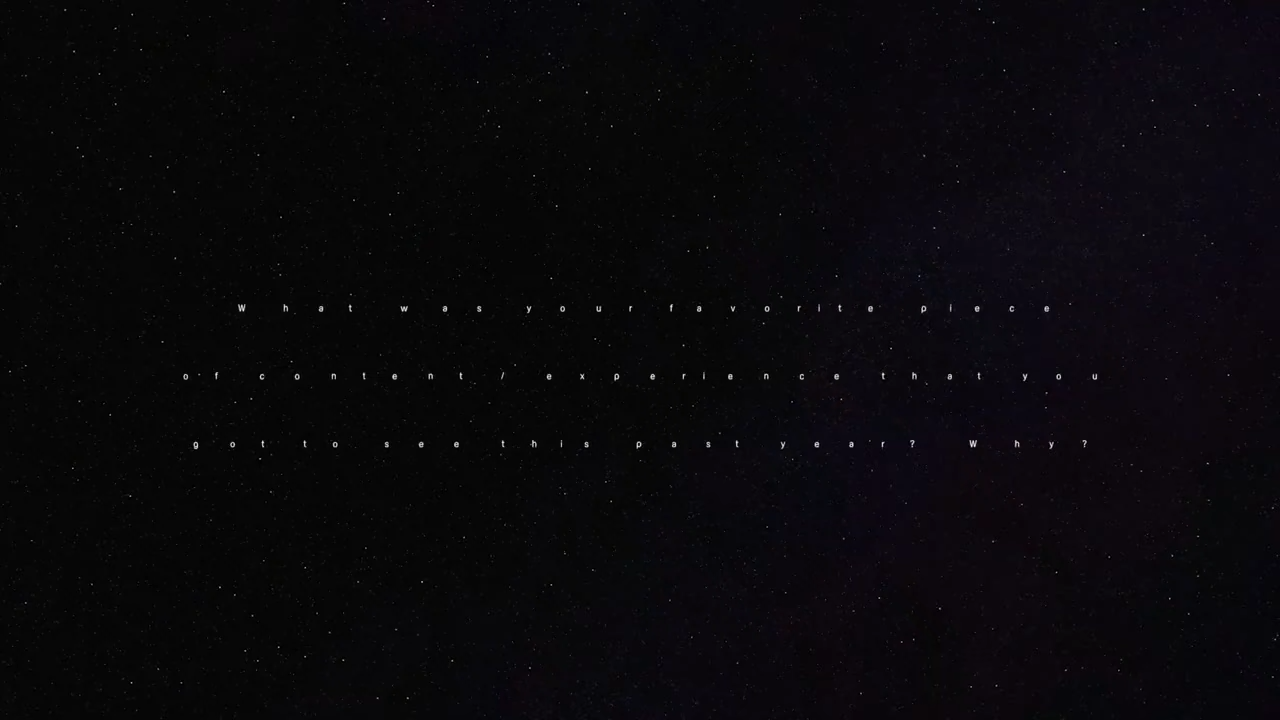 What was your favorite piece
of content/experience that you
got to see this past year? Why?